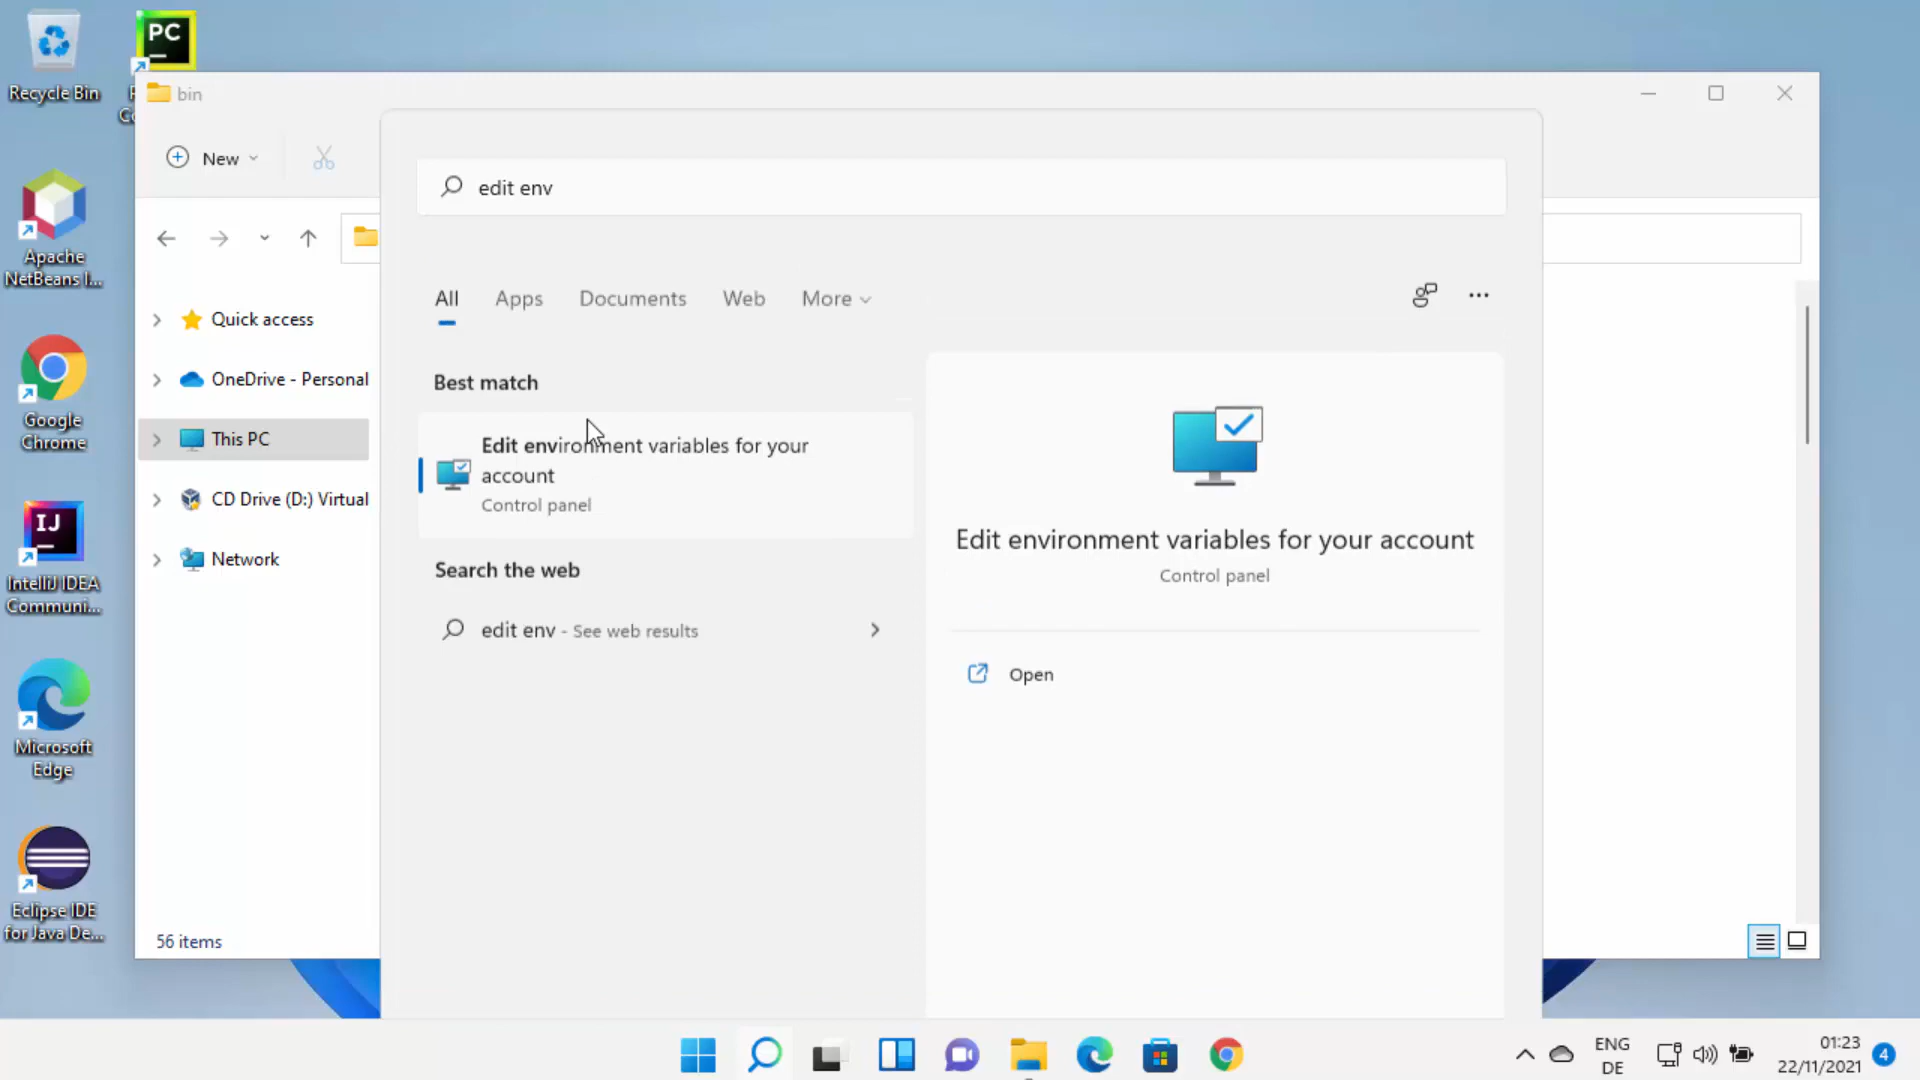 Recycle Bin
PC
Apache
NetBeans I...
Google
Chrome
IJ
IntelliJ IDEA
Communi...
Microsoft
Edge
Eclipse IDE
for Java De...
bin
New
Quick access
OneDrive - Personal
This PC
CD Drive (D:) Virtual
Network
56 items
edit env
All
Apps
Documents
Web
More
Best match
Edit environment variables for your
account
Control panel
Search the web
edit env - See web results
Edit environment variables for your account
Control panel
Open
ENG
DE
01:23
22/11/2021
4